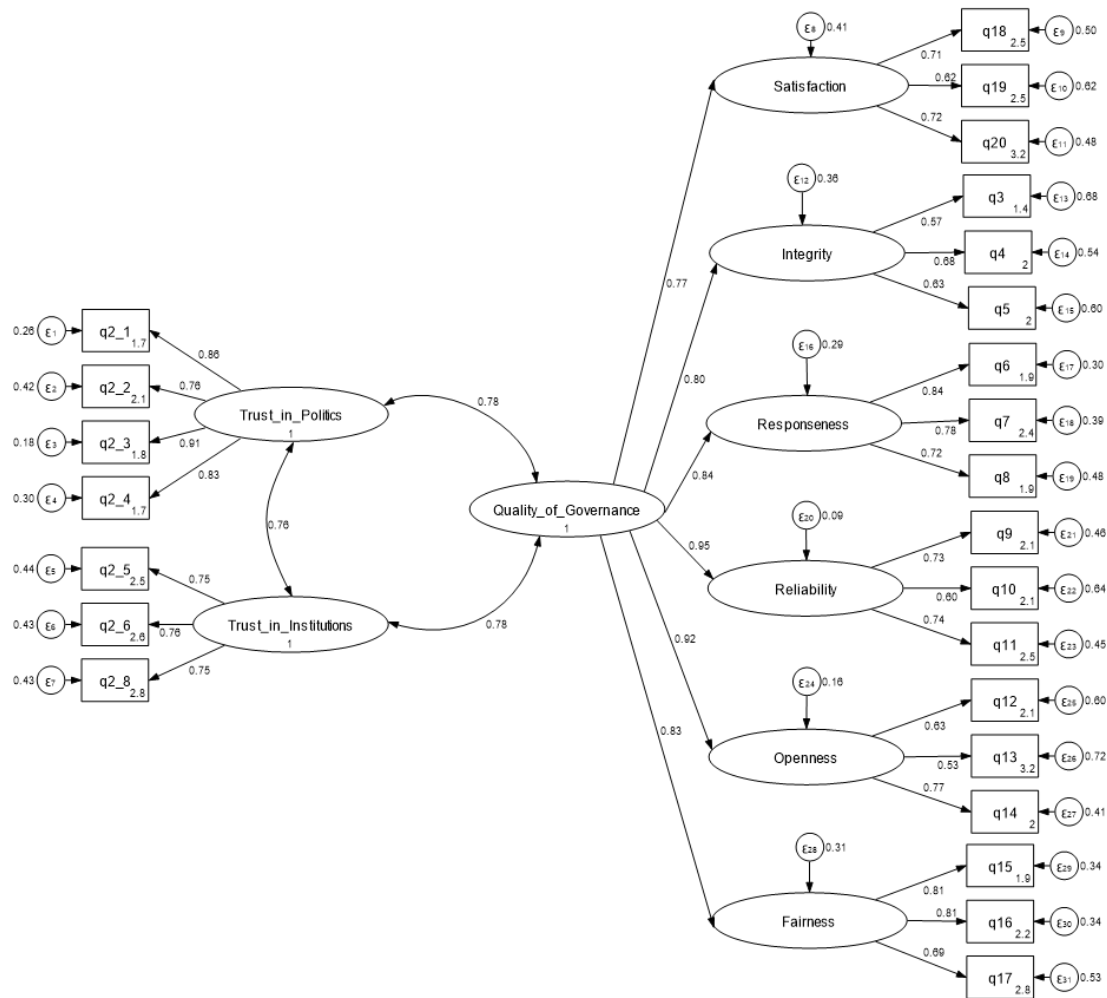 ε8 0.41
q18 2.5
ε9 0.50
0.71
Satisfaction
0.62
q19 2.5
ε10 0.62
0.72
q20 3.2
ε11 0.48
ε12 0.36
q3 1.4
ε13 0.68
0.57
Integrity
0.68
q4 2
ε14 0.54
0.63
q5 2
ε15 0.60
0.77
0.80
0.26 ε1 q2_1 1.7
0.86
0.42 ε2 q2_2 2.1
0.76
0.18 ε3 q2_3 1.8
0.91
0.30 ε4 q2_4 1.7
0.83
Trust_in_Politics
1
0.78
0.76
Quality_of_Governance
1
0.44 ε5 q2_5 2.5
0.75
0.43 ε6 q2_6 2.6
0.76
0.43 ε7 q2_8 2.8
0.75
Trust_in_Institutions
1
0.78
ε16 0.29
q6 1.9
ε17 0.30
0.84
Responseness
0.78
q7 2.4
ε18 0.39
0.72
q8 1.9
ε19 0.48
0.84
0.95
ε20 0.09
q9 2.1
ε21 0.46
0.73
Reliability
0.60
q10 2.1
ε22 0.64
0.74
q11 2.5
ε23 0.45
0.92
ε24 0.16
q12 2.1
ε25 0.60
0.63
Openness
0.53
q13 3.2
ε26 0.72
0.77
q14 2
ε27 0.41
0.83
ε28 0.31
q15 1.9
ε29 0.34
0.81
Fairness
0.81
q16 2.2
ε30 0.34
0.69
q17 2.8
ε31 0.53